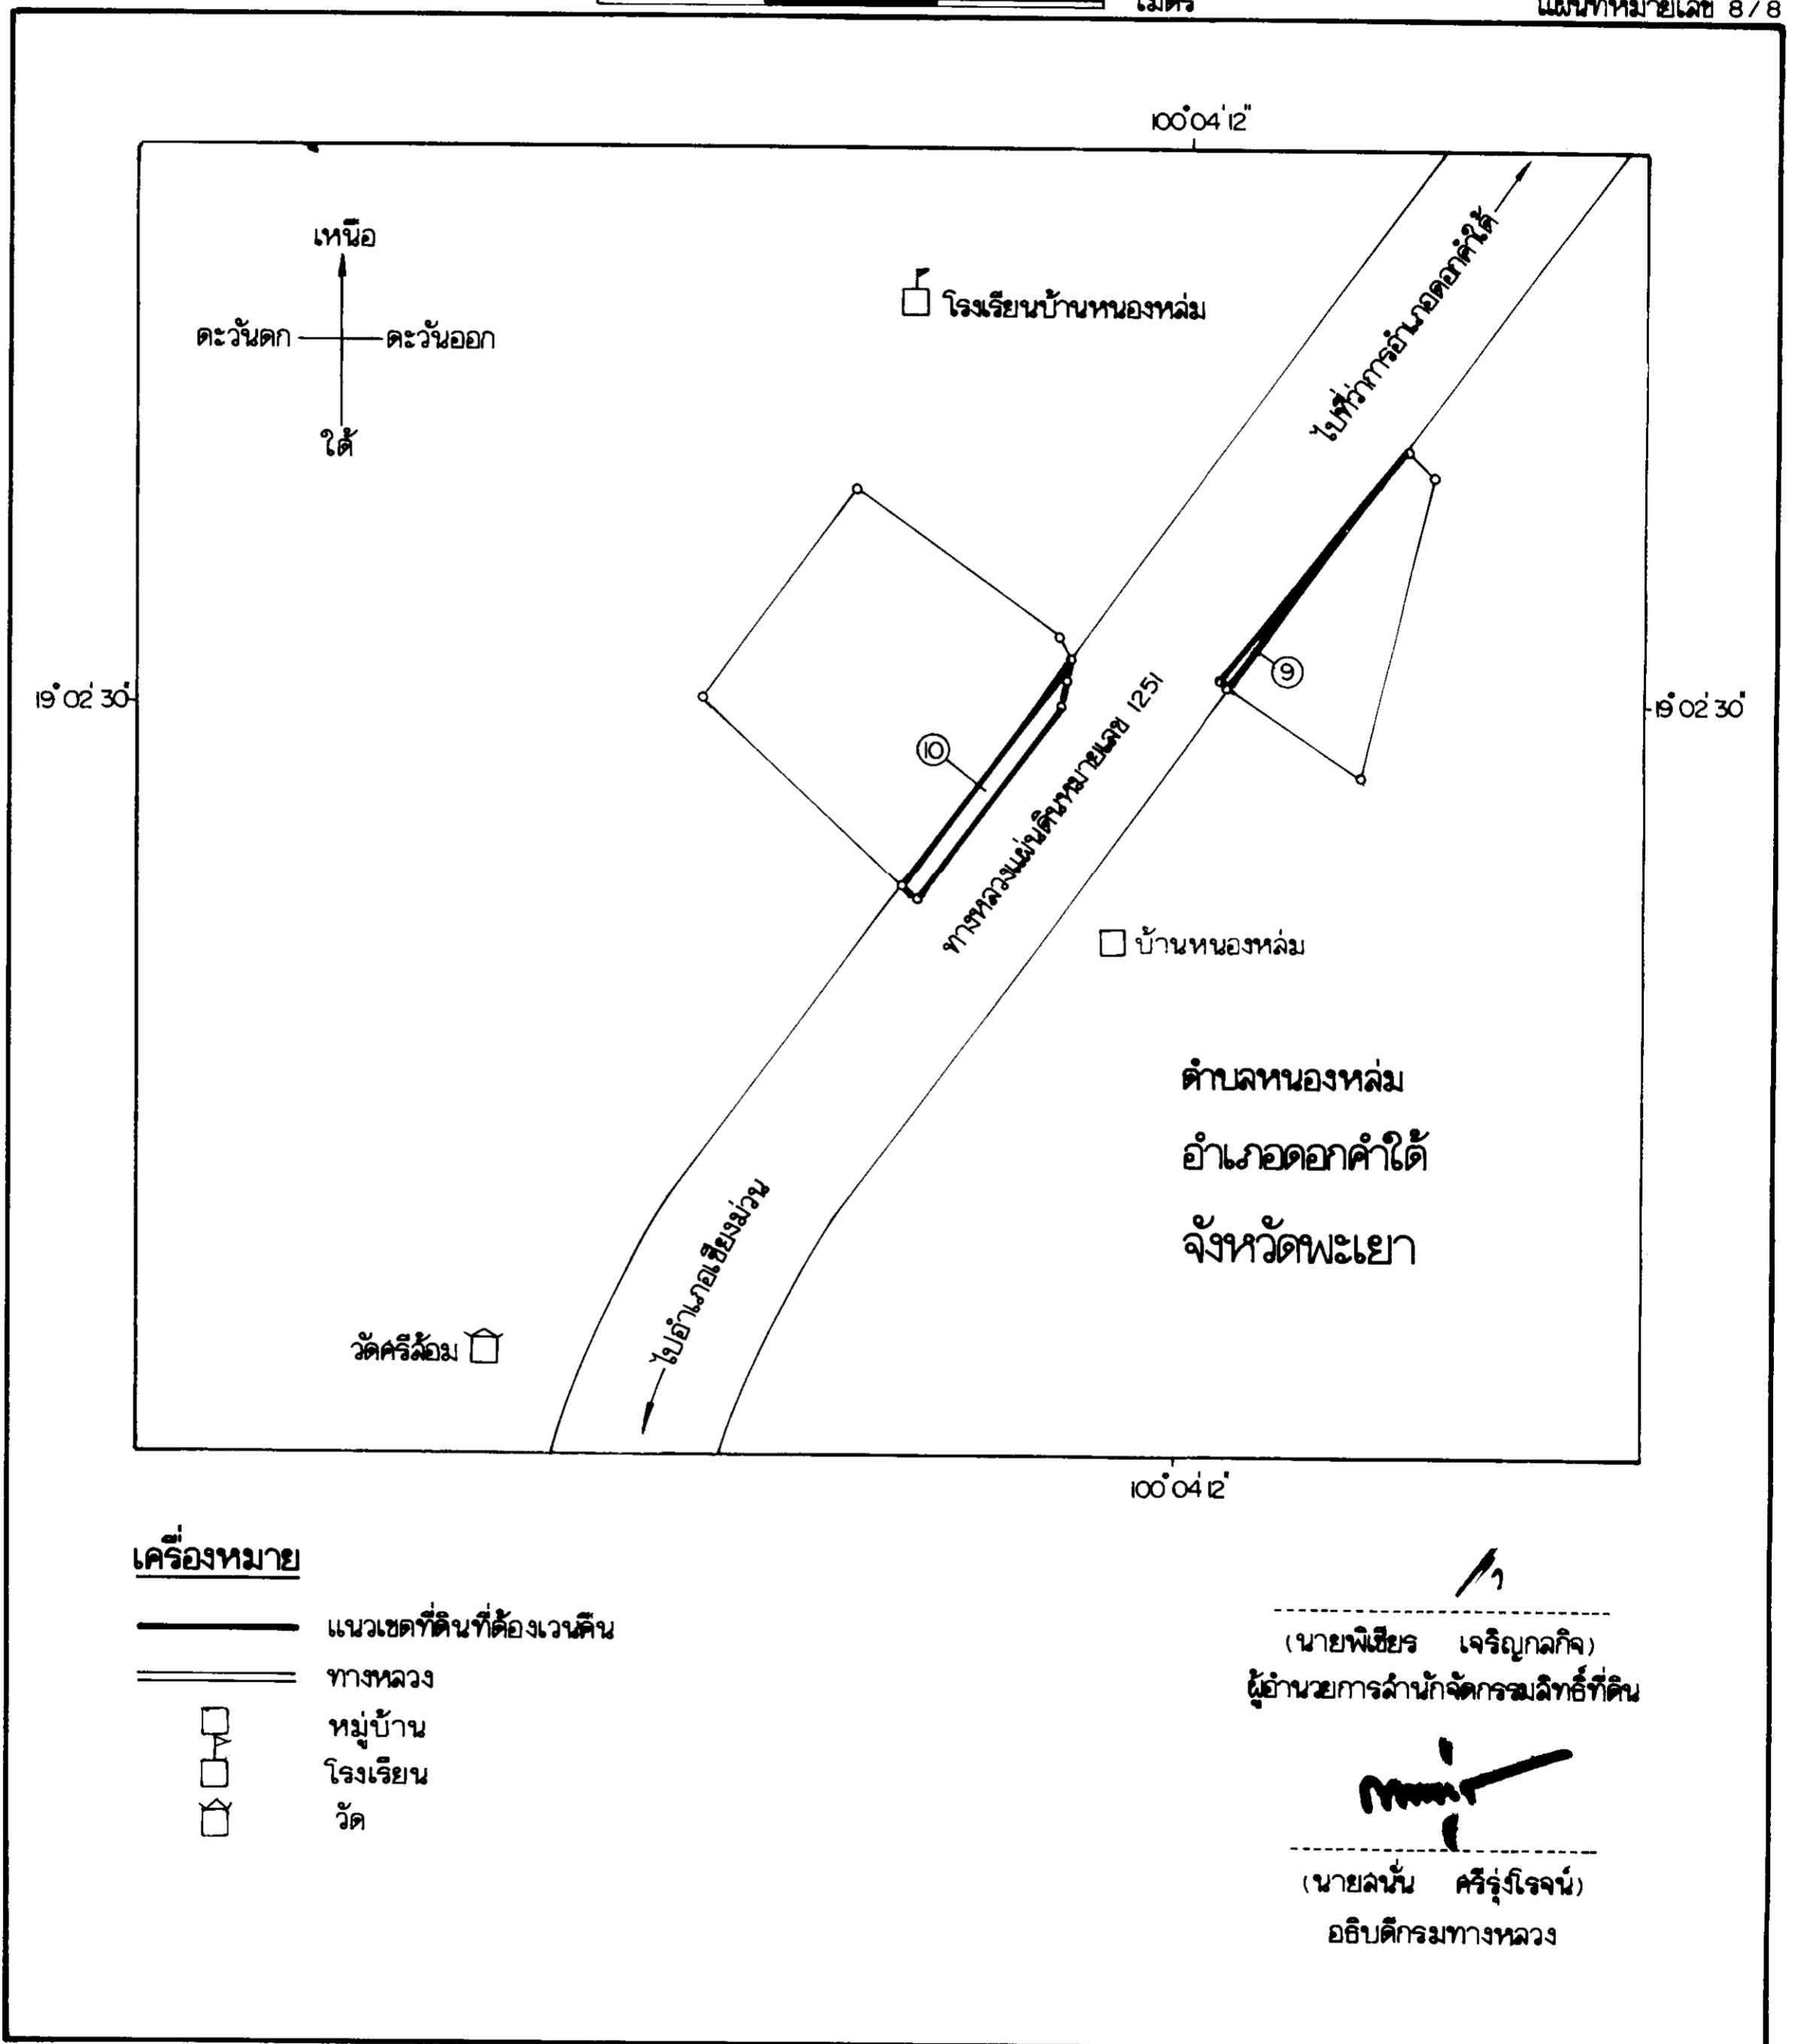 เมตร
แผนที่หมายเลข 8/8
100° 04' 12"
เหนือ
ตะวันตก
ตะวันออก
ใต้
โรงเรียนบ้านหนองหล่ม
ไปที่ว่าการอำเภอดอกคำใต้
19° 02' 30"
19° 02' 30"
9
10
ทางหลวงแผ่นดินหมายเลข 1251
บ้านหนองหล่ม
ตำบลหนองหล่ม
อำเภอดอกคำใต้
จังหวัดพะเยา
ไปอำเภอเชียงม่วน
วัดศรีล้อม
100° 04' 12"
เครื่องหมาย
แนวเขตที่ดินที่ต้องเวนคืน
ทางหลวง
หมู่บ้าน
โรงเรียน
วัด
(นายพิเชียร เจริญกลกิจ)
ผู้อำนวยการสำนักจัดกรรมสิทธิ์ที่ดิน
(นายสนั่น ศรีรุ่งโรจน์)
อธิบดีกรมทางหลวง